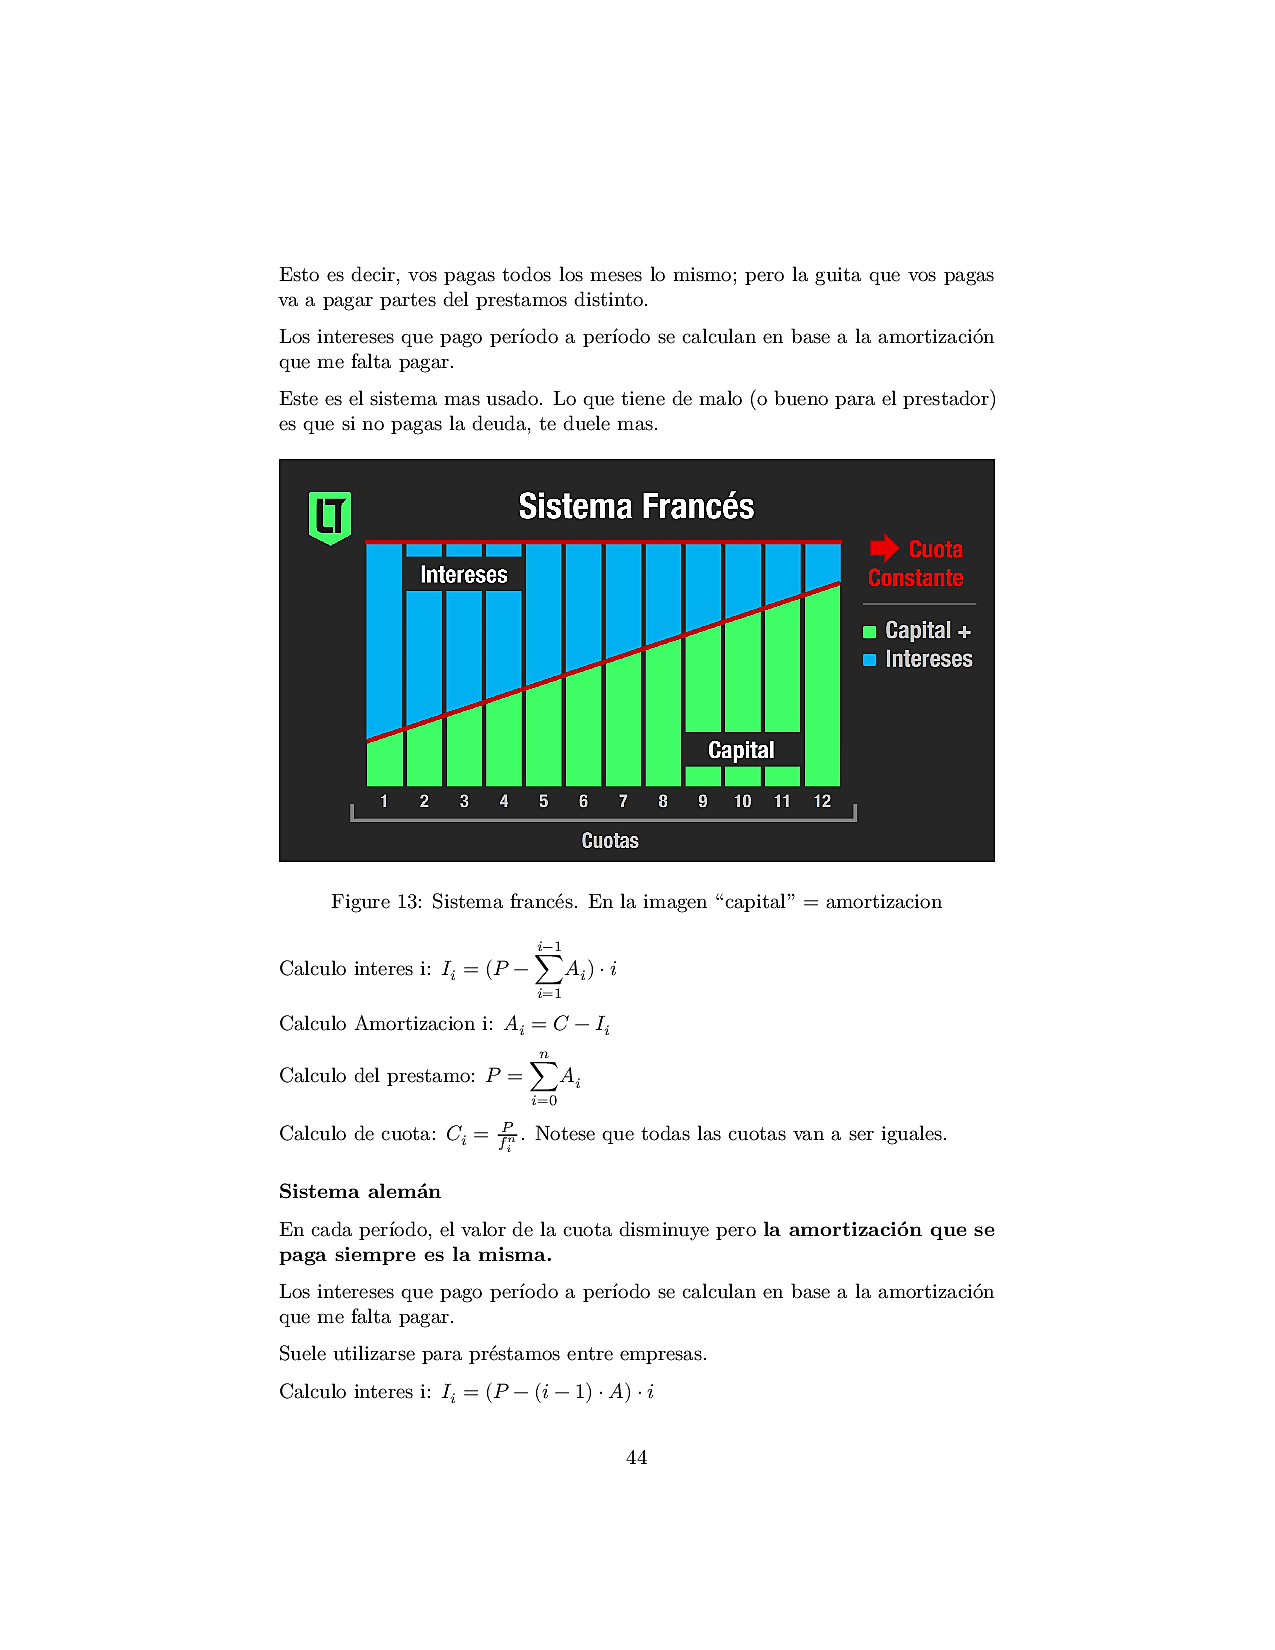 Esto es decir, vos pagas todos los meses lo mismo; pero la guita que vos pagas
va a pagar partes del prestamos distinto.
Los intereses que pago período a período se calculan en base a la amortización
que me falta pagar.
Este es el sistema mas usado. Lo que tiene de malo (o bueno para el prestador)
es que si no pagas la deuda, te duele mas.
LT
Sistema Francés
Cuota
Constante
Intereses
Capital +
Intereses
Capital
1 2 3 4 5 6 7 8 9 10 11 12
Cuotas
Figure 13: Sistema francés. En la imagen “capital” = amortizacion
Calculo interes i: $I_i = (P - \sum_{i=1}^{i-1} A_i) \cdot i$
Calculo Amortizacion i: $A_i = C - I_i$
Calculo del prestamo: $P = \sum_{i=0}^{n} A_i$
Calculo de cuota: $C_i = \frac{P}{f_i^n}$. Notese que todas las cuotas van a ser iguales.
Sistema alemán
En cada período, el valor de la cuota disminuye pero la amortización que se
paga siempre es la misma.
Los intereses que pago período a período se calculan en base a la amortización
que me falta pagar.
Suele utilizarse para préstamos entre empresas.
Calculo interes i: $I_i = (P - (i - 1) \cdot A) \cdot i$
44